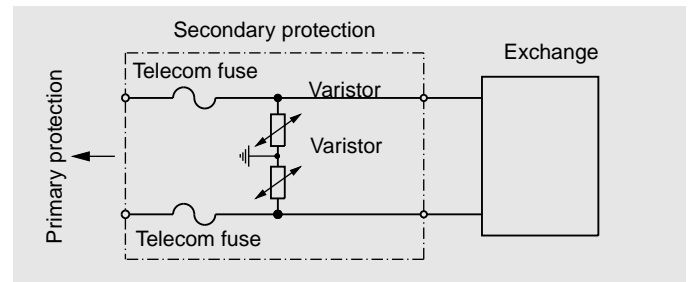 Secondary protection
Exchange
Telecom fuse
Varistor
Varistor
Primary protection
Telecom fuse